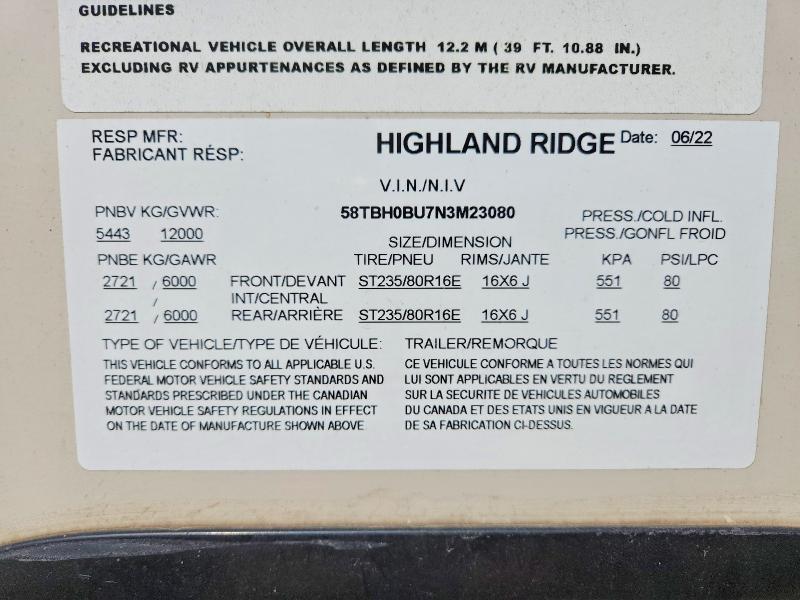 GUIDELINES
RECREATIONAL VEHICLE OVERALL LENGTH 12.2 M ( 39 FT. 10.88 IN.)
EXCLUDING RV APPURTENANCES AS DEFINED BY THE RV MANUFACTURER.
RESP MFR:
FABRICANT RÉSP:
HIGHLAND RIDGE Date: 06/22
V.I.N./N.I.V
PNBV KG/GVWR: 58TBH0BU7N3M23080 PRESS./COLD INFL.
5443 12000 SIZE/DIMENSION PRESS./GONFL FROID
PNBE KG/GAWR TIRE/PNEU RIMS/JANTE KPA PSI/LPC
2721 / 6000 FRONT/DEVANT ST235/80R16E 16X6 J 551 80
/ INT/CENTRAL
2721 / 6000 REAR/ARRIÈRE ST235/80R16E 16X6 J 551 80
TYPE OF VEHICLE/TYPE DE VÉHICULE: TRAILER/REMORQUE
THIS VEHICLE CONFORMS TO ALL APPLICABLE U.S.
FEDERAL MOTOR VEHICLE SAFETY STANDARDS AND
STANDARDS PRESCRIBED UNDER THE CANADIAN
MOTOR VEHICLE SAFETY REGULATIONS IN EFFECT
ON THE DATE OF MANUFACTURE SHOWN ABOVE
CE VEHICULE CONFORME A TOUTES LES NORMES QUI
LUI SONT APPLICABLES EN VERTU DU REGLEMENT
SUR LA SECURITE DE VEHICULES AUTOMOBILES
DU CANADA ET DES ETATS UNIS EN VIGUEUR A LA DATE
DE SA FABRICATION CI-DESSUS.